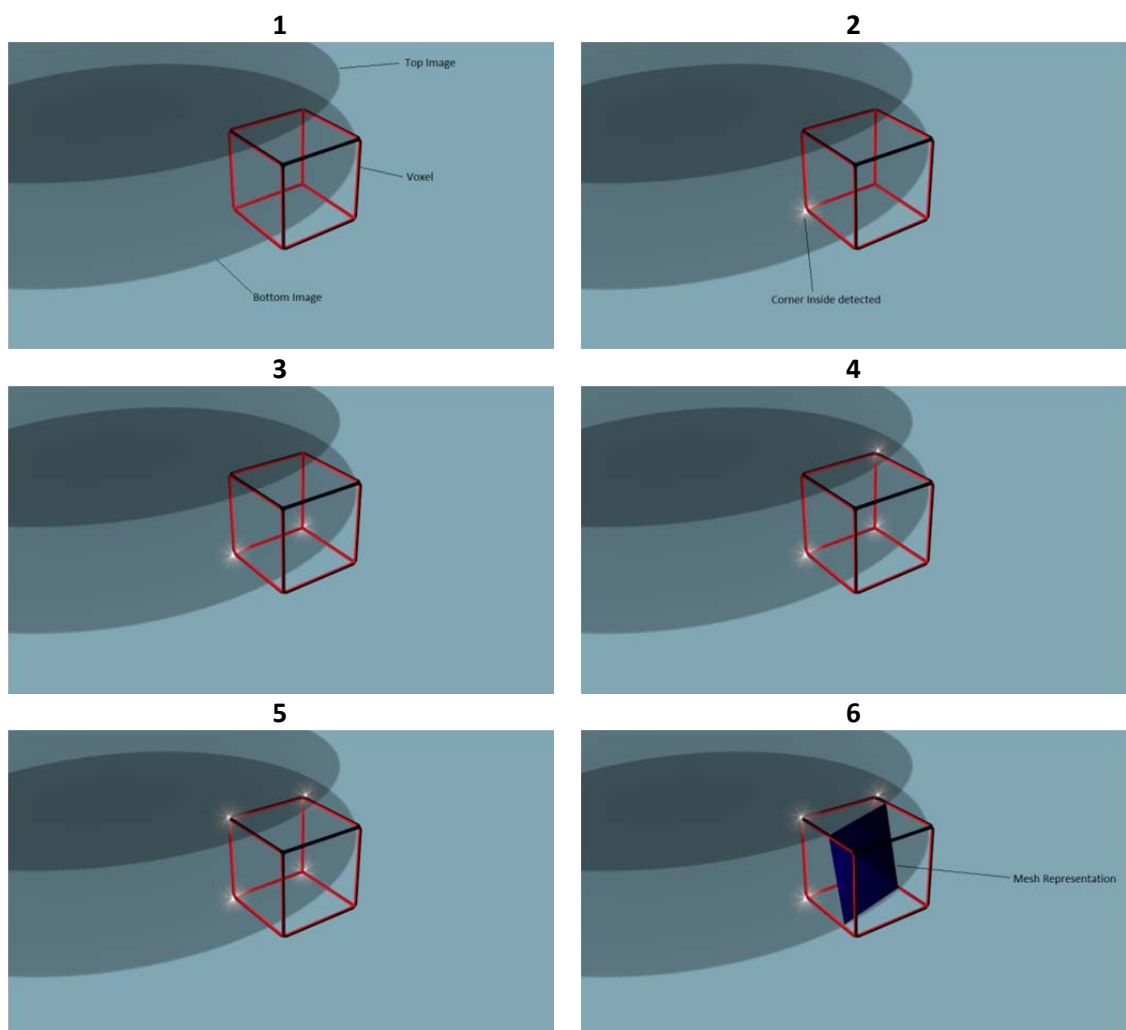 1
2
Top Image
Voxel
Bottom Image
Corner Inside detected
3
4
5
6
Mesh Representation